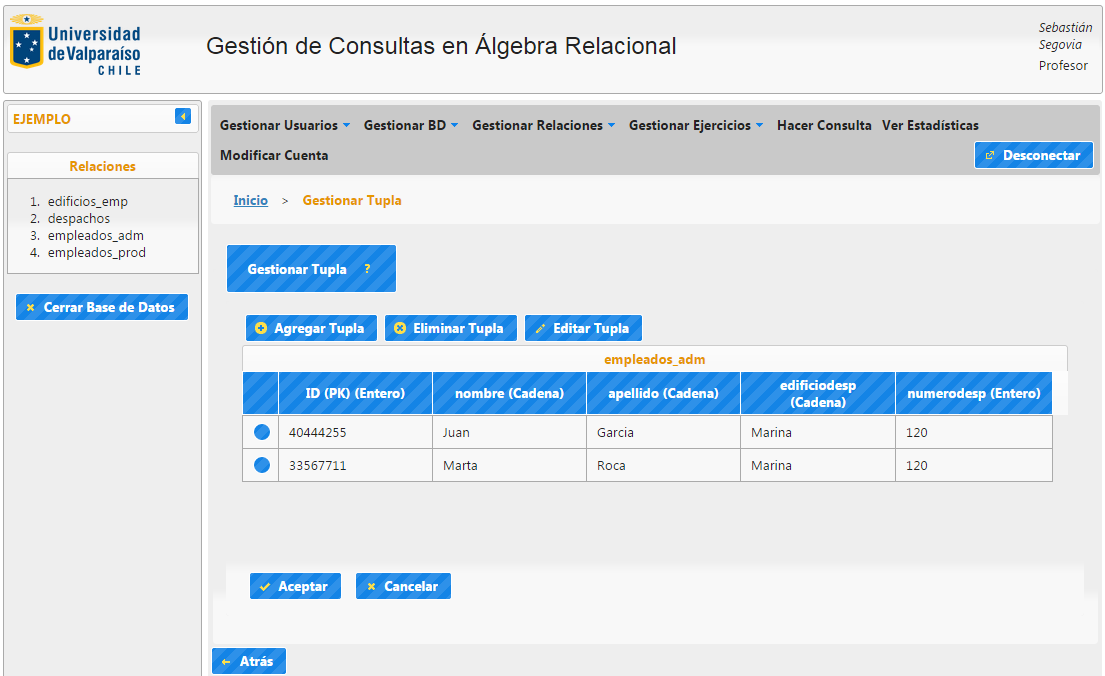 Universidad
de Valparaíso
CHILE
Gestión de Consultas en Álgebra Relacional
Sebastián
Segovia
Profesor
EJEMPLO
Relaciones
1. edificios_emp
2. despachos
3. empleados_adm
4. empleados_prod
Cerrar Base de Datos
Gestionar Usuarios Gestionar BD Gestionar Relaciones Gestionar Ejercicios Hacer Consulta Ver Estadísticas
Modificar Cuenta
Desconectar
Inicio > Gestionar Tupla
Gestionar Tupla ?
Agregar Tupla Eliminar Tupla Editar Tupla
empleados_adm
ID (PK) (Entero) nombre (Cadena) apellido (Cadena) edificiodesp (Cadena) numerodesp (Entero)
40444255 Juan Garcia Marina 120
33567711 Marta Roca Marina 120
Aceptar Cancelar
Atrás